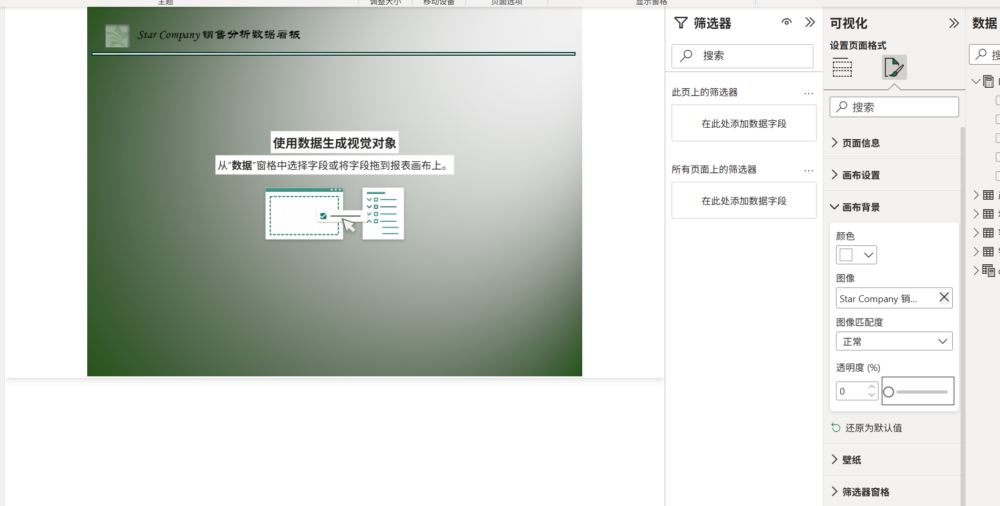 主题
调整大小
移动设备
页面选项
显示窗格
Star Company 销售分析数据看板
使用数据生成视觉对象
从“数据”窗格中选择字段或将字段拖到报表画布上。
筛选器
搜索
此页上的筛选器
...
在此处添加数据字段
所有页面上的筛选器
...
在此处添加数据字段
可视化
设置页面格式
搜索
页面信息
画布设置
画布背景
颜色
图像
Star Company 销...
图像匹配度
正常
透明度 (%)
0
还原为默认值
壁纸
筛选器窗格
数据